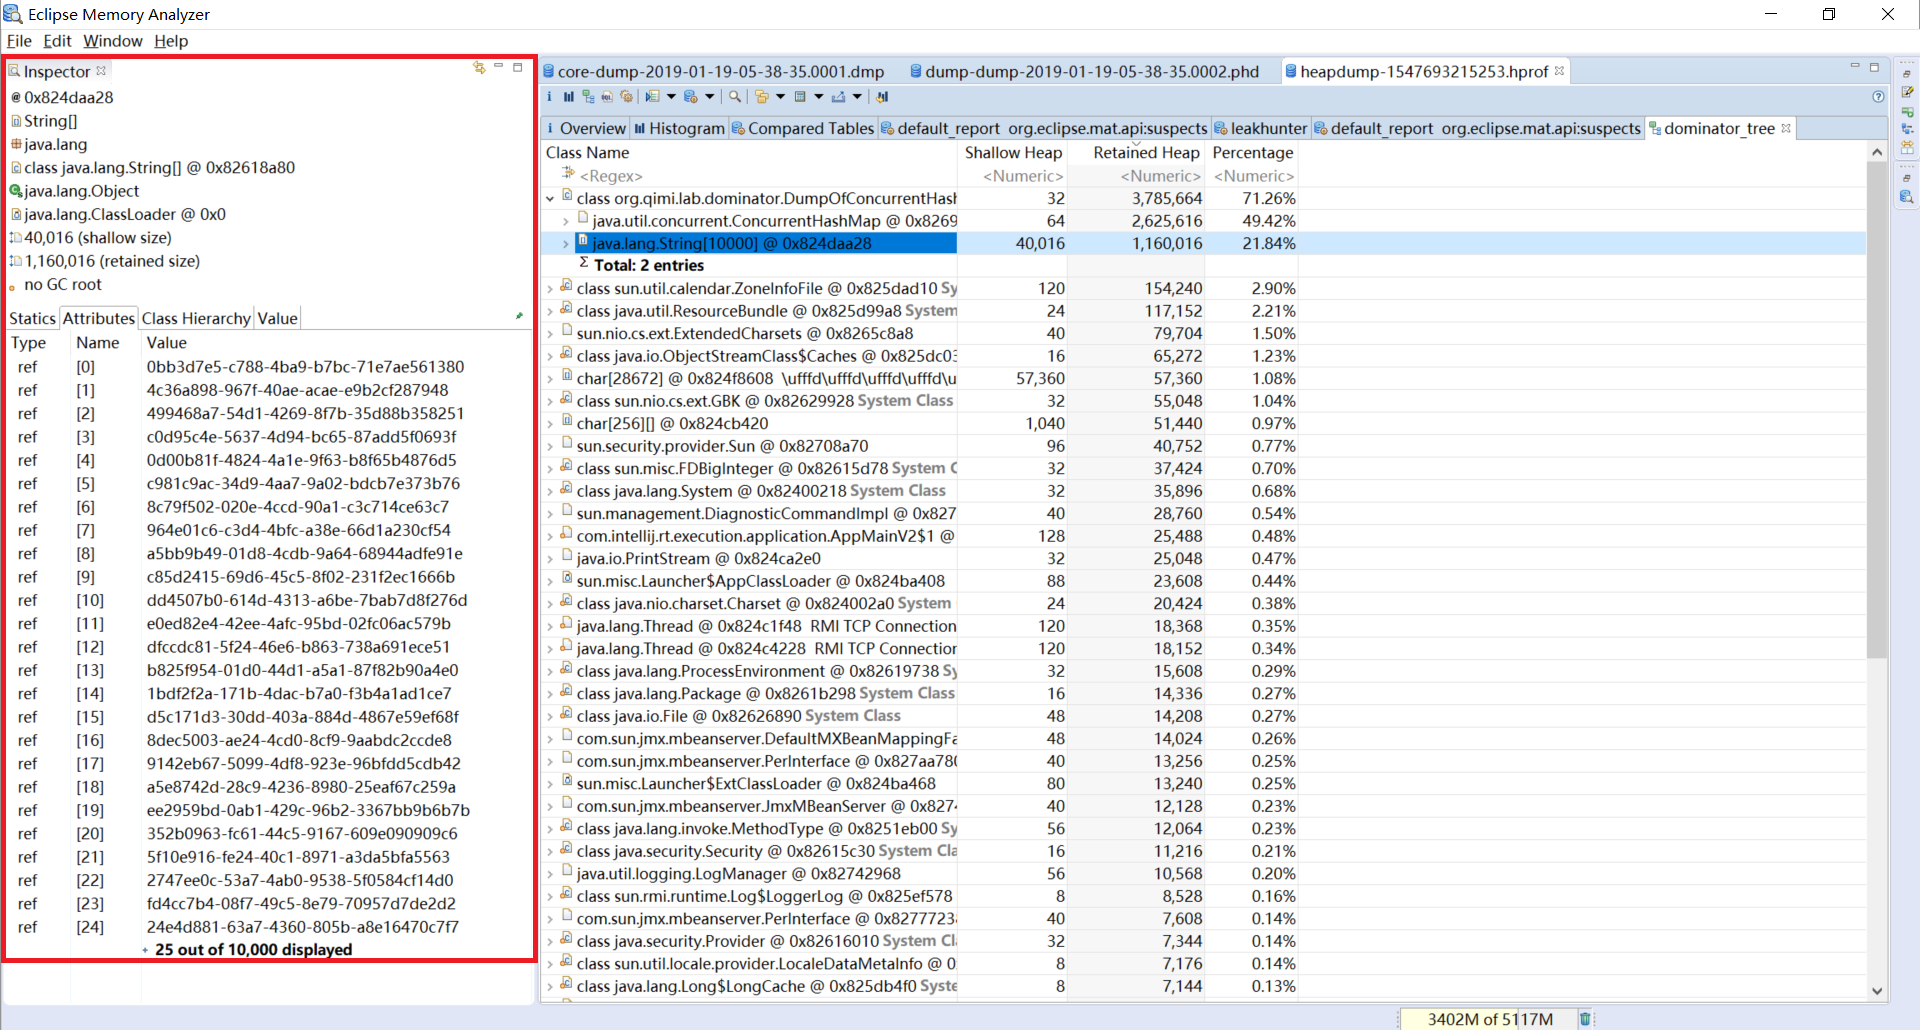 Eclipse Memory Analyzer
File Edit Window Help
Inspector
@ 0x824daa28
String[]
java.lang
class java.lang.String[] @ 0x82618a80
java.lang.Object
java.lang.ClassLoader @ 0x0
40,016 (shallow size)
1,160,016 (retained size)
no GC root
Statics Attributes Class Hierarchy Value
Type Name Value
ref [0] 0bb3d7e5-c788-4ba9-b7bc-71e7ae561380
ref [1] 4c36a898-967f-40ae-acae-e9b2cf287948
ref [2] 499468a7-54d1-4269-8f7b-35d88b358251
ref [3] c0d95c4e-5637-4d94-bc65-87add5f0693f
ref [4] 0d00b81f-4824-4a1e-9f63-b8f65b4876d5
ref [5] c981c9ac-34d9-4aa7-9a02-bdcb7e373b76
ref [6] 8c79f502-020e-4ccd-90a1-c3c714ce63c7
ref [7] 964e01c6-c3d4-4bfc-a38e-66d1a230cf54
ref [8] a5bb9b49-01d8-4cdb-9a64-68944adfe91e
ref [9] c85d2415-69d6-45c5-8f02-231f2ec1666b
ref [10] dd4507b0-614d-4313-a6be-7bab7d8f276d
ref [11] e0ed82e4-42ee-4afc-95bd-02fc06ac579b
ref [12] dfccdc81-5f24-46e6-b863-738a691ece51
ref [13] b825f954-01d0-44d1-a5a1-87f82b90a4e0
ref [14] 1bdf2f2a-171b-4dac-b7a0-f3b4a1ad1ce7
ref [15] d5c171d3-30dd-403a-884d-4867e59ef68f
ref [16] 8dec5003-ae24-4cd0-8cf9-9aabdc2ccde8
ref [17] 9142eb67-5099-4df8-923e-96bfdd5cdb42
ref [18] a5e8742d-28c9-4236-8980-25eaf67c259a
ref [19] ee2959bd-0ab1-429c-96b2-3367bb9b6b7b
ref [20] 352b0963-fc61-44c5-9167-609e090909c6
ref [21] 5f10e916-fe24-40c1-8971-a3da5bfa5563
ref [22] 2747ee0c-53a7-4ab0-9538-5f0584cf14d0
ref [23] fd4cc7b4-08f7-49c5-8e79-70957d7de2d2
ref [24] 24e4d881-63a7-4360-805b-a8e16470c7f7
+ 25 out of 10,000 displayed
core-dump-2019-01-19-05-38-35.0001.dmp dump-dump-2019-01-19-05-38-35.0002.phd heapdump-1547693215253.hprof
i Overview Histogram Compared Tables default_report org.eclipse.mat.api:suspects leakhunter default_report org.eclipse.mat.api:suspects dominator_tree
Class Name Shallow Heap Retained Heap Percentage
<Regex> <Numeric> <Numeric> <Numeric>
class org.qimi.lab.dominator.DumpOfConcurrentHash 32 3,785,664 71.26%
java.util.concurrent.ConcurrentHashMap @ 0x8269 64 2,625,616 49.42%
java.lang.String[10000] @ 0x824daa28 40,016 1,160,016 21.84%
Σ Total: 2 entries
class sun.util.calendar.ZoneInfoFile @ 0x825dad10 Sy 120 154,240 2.90%
class java.util.ResourceBundle @ 0x825d99a8 System 24 117,152 2.21%
sun.nio.cs.ext.ExtendedCharsets @ 0x8265c8a8 40 79,704 1.50%
class java.io.ObjectStreamClass$Caches @ 0x825dc03 16 65,272 1.23%
char[28672] @ 0x824f8608 \ufffd\ufffd\ufffd\ufffd\u 57,360 57,360 1.08%
class sun.nio.cs.ext.GBK @ 0x82629928 System Class 32 55,048 1.04%
char[256][] @ 0x824cb420 1,040 51,440 0.97%
sun.security.provider.Sun @ 0x82708a70 96 40,752 0.77%
class sun.misc.FDBigInteger @ 0x82615d78 System C 32 37,424 0.70%
class java.lang.System @ 0x82400218 System Class 32 35,896 0.68%
sun.management.DiagnosticCommandImpl @ 0x827 40 28,760 0.54%
com.intellij.rt.execution.application.AppMainV2$1 @ 128 25,488 0.48%
java.io.PrintStream @ 0x824ca2e0 32 25,048 0.47%
sun.misc.Launcher$AppClassLoader @ 0x824ba408 88 23,608 0.44%
class java.nio.charset.Charset @ 0x824002a0 System 24 20,424 0.38%
java.lang.Thread @ 0x824c1f48 RMI TCP Connection 120 18,368 0.35%
java.lang.Thread @ 0x824c4228 RMI TCP Connection 120 18,152 0.34%
class java.lang.ProcessEnvironment @ 0x82619738 Sy 32 15,608 0.29%
class java.lang.Package @ 0x8261b298 System Class 16 14,336 0.27%
class java.io.File @ 0x82626890 System Class 48 14,208 0.27%
com.sun.jmx.mbeanserver.DefaultMXBeanMappingFa 48 14,024 0.26%
com.sun.jmx.mbeanserver.PerInterface @ 0x827aa780 40 13,256 0.25%
sun.misc.Launcher$ExtClassLoader @ 0x824ba468 80 13,240 0.25%
com.sun.jmx.mbeanserver.JmxMBeanServer @ 0x8274 40 12,128 0.23%
class java.lang.invoke.MethodType @ 0x8251eb00 Sy 56 12,064 0.23%
class java.security.Security @ 0x82615c30 System Cla 16 11,216 0.21%
java.util.logging.LogManager @ 0x82742968 56 10,568 0.20%
class sun.rmi.runtime.Log$LoggerLog @ 0x825ef578 8 8,528 0.16%
com.sun.jmx.mbeanserver.PerInterface @ 0x8277723 40 7,608 0.14%
class java.security.Provider @ 0x82616010 System Cl 32 7,344 0.14%
class sun.util.locale.provider.LocaleDataMetaInfo @ 0 8 7,176 0.14%
class java.lang.Long$LongCache @ 0x825db4f0 Syste 8 7,144 0.13%
3402M of 5117M